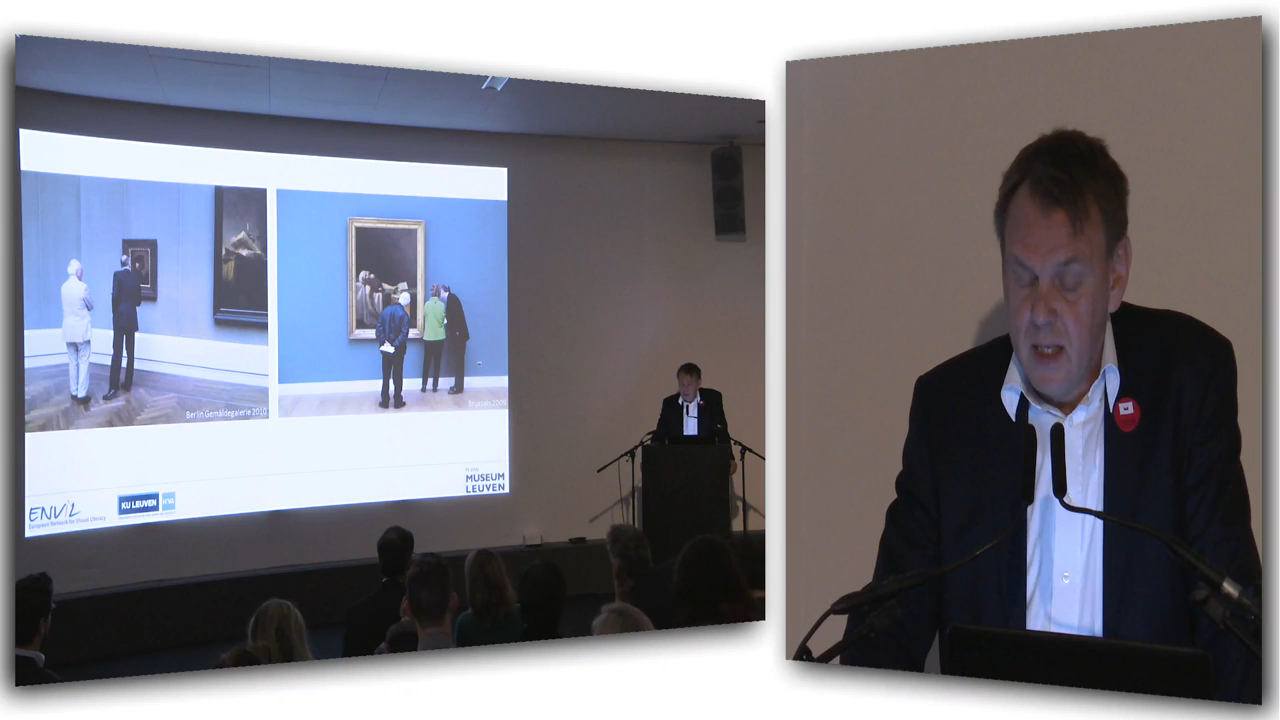 Berlin Gemäldegalerie 2010
Brussels 2009
ENViL
European Network for Visual Literacy
KU LEUVEN
MUSEUM
LEUVEN